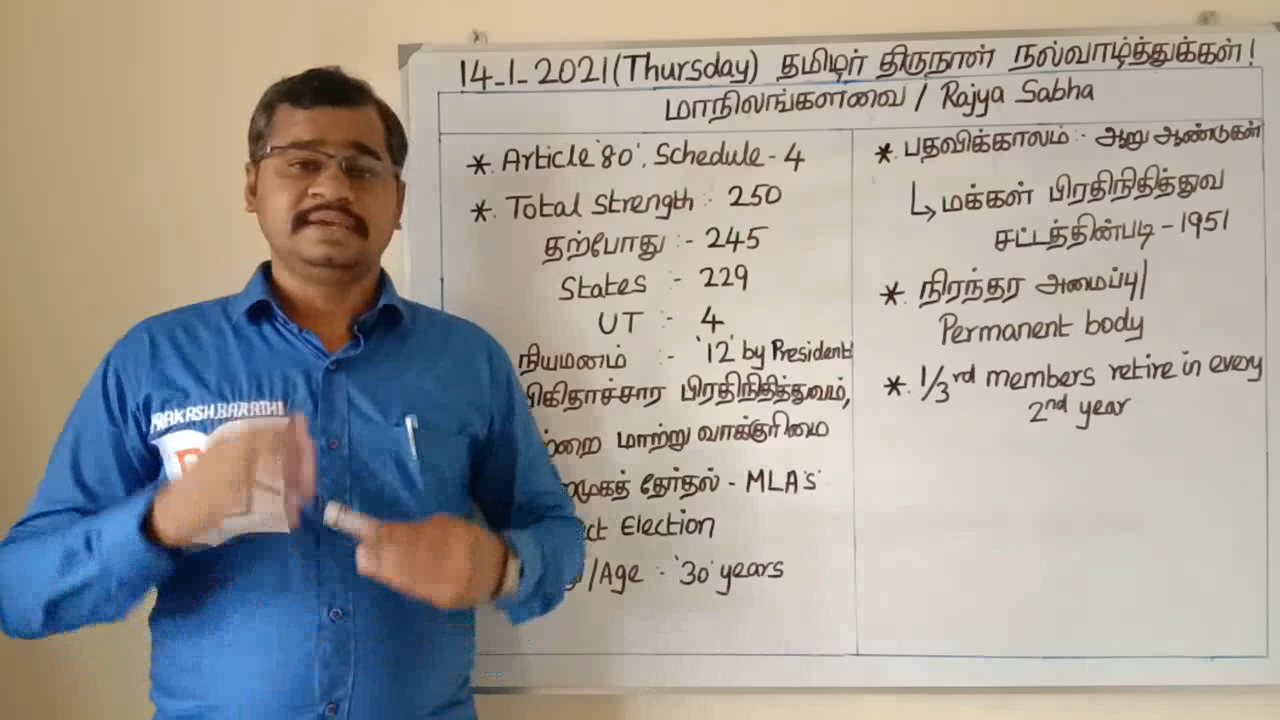 14-1-2021 (Thursday) தமிழர் திருநாள் நல்வாழ்த்துக்கள்!
மாநிலங்களவை / Rajya Sabha
*. Article '80', Schedule - 4
*. Total Strength :- 250
தற்போது :- 245
States :- 229
UT :- 4
நியமனம் :- '12' by President
பிரதிநிதித்துவம்,
மாற்று வாக்குரிமை
தேர்தல் - MLA's
Election
/Age :- '30' years
*. பதவிக்காலம் :- ஆறு ஆண்டுகள்
↳ மக்கள் பிரதிநிதித்துவ
சட்டத்தின்படி - 1951
*. நிரந்தர அமைப்பு/
Permanent body
*. 1/3rd members retire in every
2nd year
PRAKASH.BARATHI